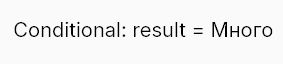 Conditional: result = Много